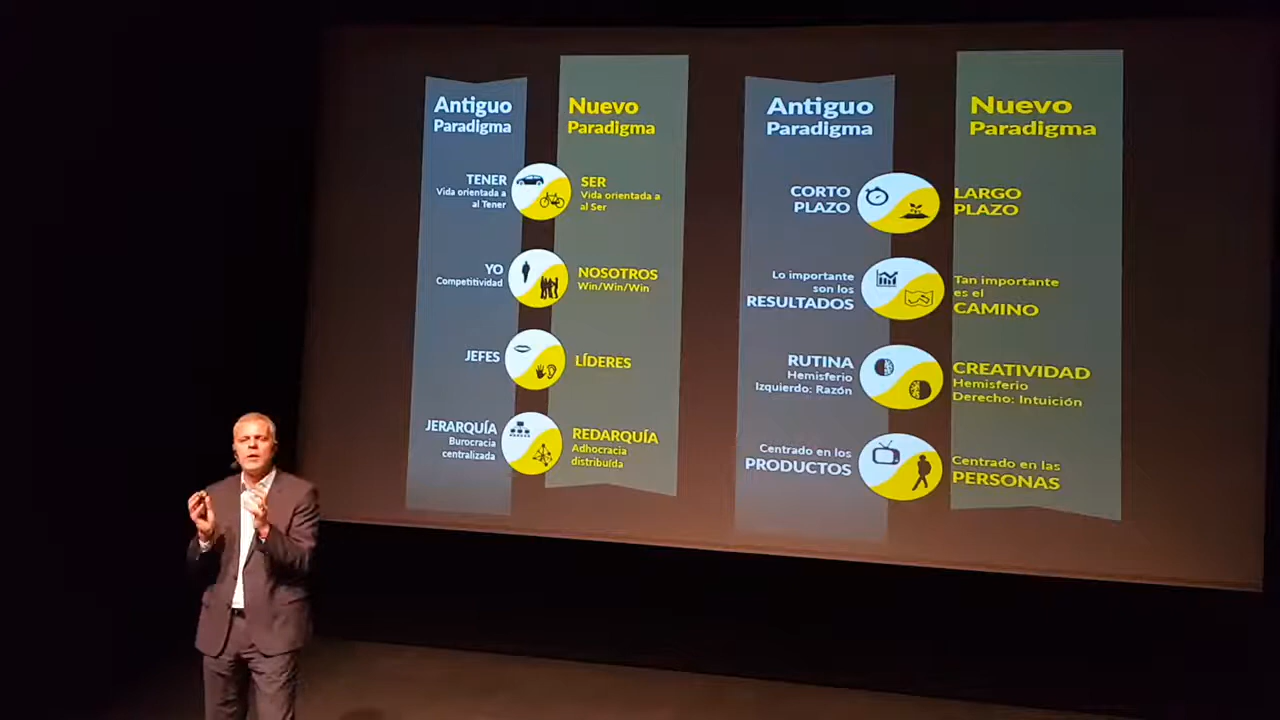 Antiguo
Paradigma
Nuevo
Paradigma
TENER
Vida orientada a
al Tener
SER
Vida orientada a
al Ser
YO
Competitividad
NOSOTROS
Win/Win/Win
JEFES
LÍDERES
JERARQUÍA
Burocracia
centralizada
REDARQUÍA
Adhocracia
distribuída
Antiguo
Paradigma
Nuevo
Paradigma
CORTO
PLAZO
LARGO
PLAZO
Lo importante
son los
RESULTADOS
Tan importante
es el
CAMINO
RUTINA
Hemisferio
Izquierdo: Razón
CREATIVIDAD
Hemisferio
Derecho: Intuición
Centrado en los
PRODUCTOS
Centrado en las
PERSONAS